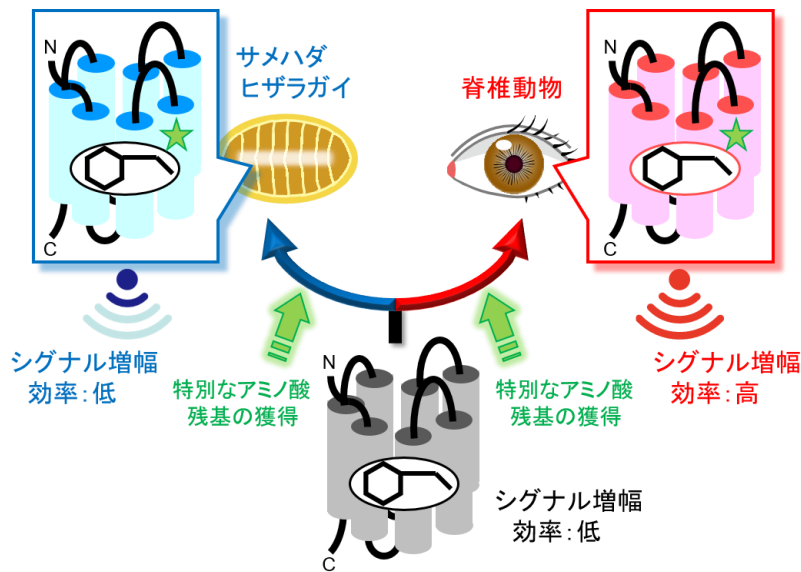 N
C
サメハダ
ヒザラガイ
脊椎動物
N
C
シグナル増幅
効率：低
特別なアミノ酸
残基の獲得
特別なアミノ酸
残基の獲得
シグナル増幅
効率：高
N
C
シグナル増幅
効率：低